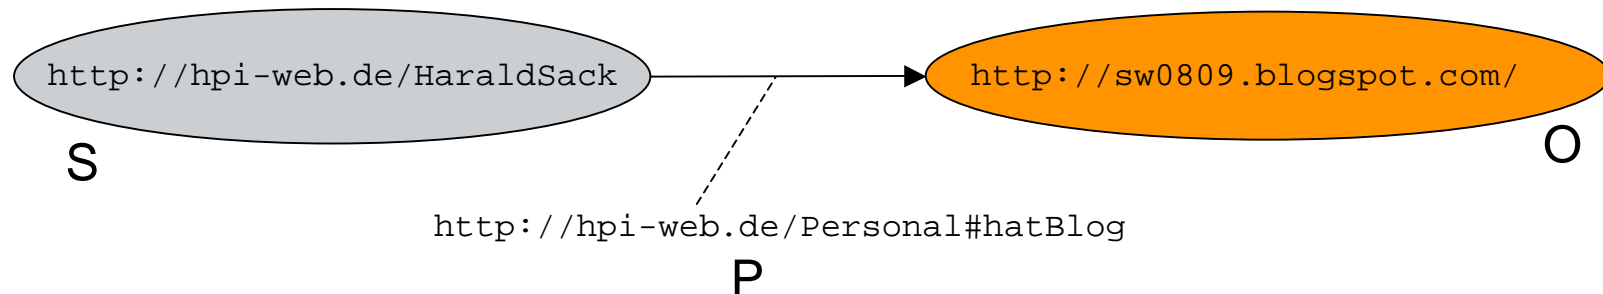 http://hpi-web.de/HaraldSack
http://sw0809.blogspot.com/
S
O
http://hpi-web.de/Personal#hatBlog
P